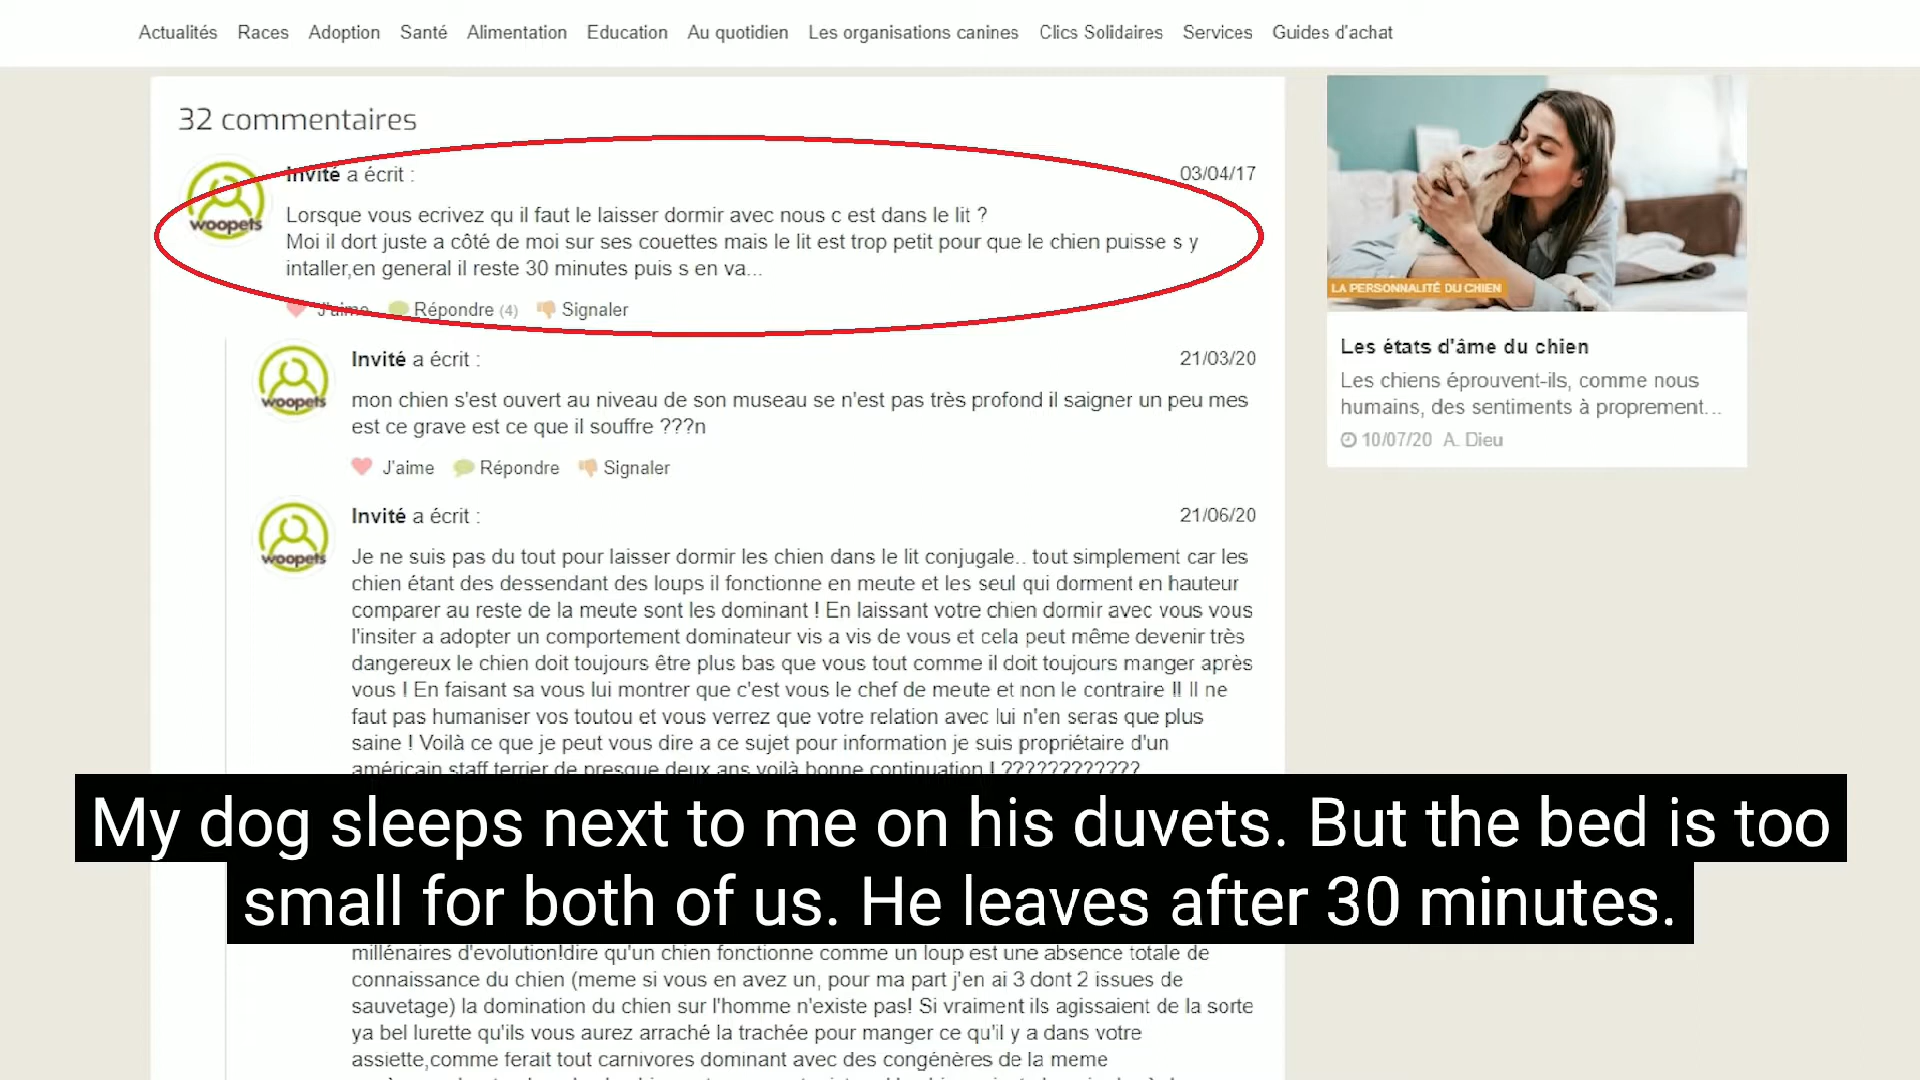 Actualités Races Adoption Santé Alimentation Education Au quotidien Les organisations canines Clics Solidaires Services Guides d'achat
32 commentaires
woopets
Invité a écrit :
03/04/17
Lorsque vous ecrivez qu il faut le laisser dormir avec nous c est dans le lit ?
Moi il dort juste a côté de moi sur ses couettes mais le lit est trop petit pour que le chien puisse s y
intaller,en general il reste 30 minutes puis s en va...
J'aime Répondre (4) Signaler
woopets
Invité a écrit :
21/03/20
mon chien s'est ouvert au niveau de son museau se n'est pas très profond il saigner un peu mes
est ce grave est ce que il souffre ???n
J'aime Répondre Signaler
woopets
Invité a écrit :
21/06/20
Je ne suis pas du tout pour laisser dormir les chien dans le lit conjugale.. tout simplement car les
chien étant des dessendant des loups il fonctionne en meute et les seul qui dorment en hauteur
comparer au reste de la meute sont les dominant ! En laissant votre chien dormir avec vous vous
l'insiter a adopter un comportement dominateur vis a vis de vous et cela peut même devenir très
dangereux le chien doit toujours être plus bas que vous tout comme il doit toujours manger après
vous ! En faisant sa vous lui montrer que c'est vous le chef de meute et non le contraire !! Il ne
faut pas humaniser vos toutou et vous verrez que votre relation avec lui n'en seras que plus
saine ! Voilà ce que je peut vous dire a ce sujet pour information je suis propriétaire d'un
américain staff terrier de presque deux ans voilà bonne continuation ! ????????????
My dog sleeps next to me on his duvets. But the bed is too
small for both of us. He leaves after 30 minutes.
millénaires d'evolution!dire qu'un chien fonctionne comme un loup est une absence totale de
connaissance du chien (meme si vous en avez un, pour ma part j'en ai 3 dont 2 issues de
sauvetage) la domination du chien sur l'homme n'existe pas! Si vraiment ils agissaient de la sorte
ya bel lurette qu'ils vous aurez arraché la trachée pour manger ce qu'il y a dans votre
assiette,comme ferait tout carnivores dominant avec des congénères de la meme
LA PERSONNALITÉ DU CHIEN
Les états d'âme du chien
Les chiens éprouvent-ils, comme nous
humains, des sentiments à proprement...
10/07/20 A. Dieu